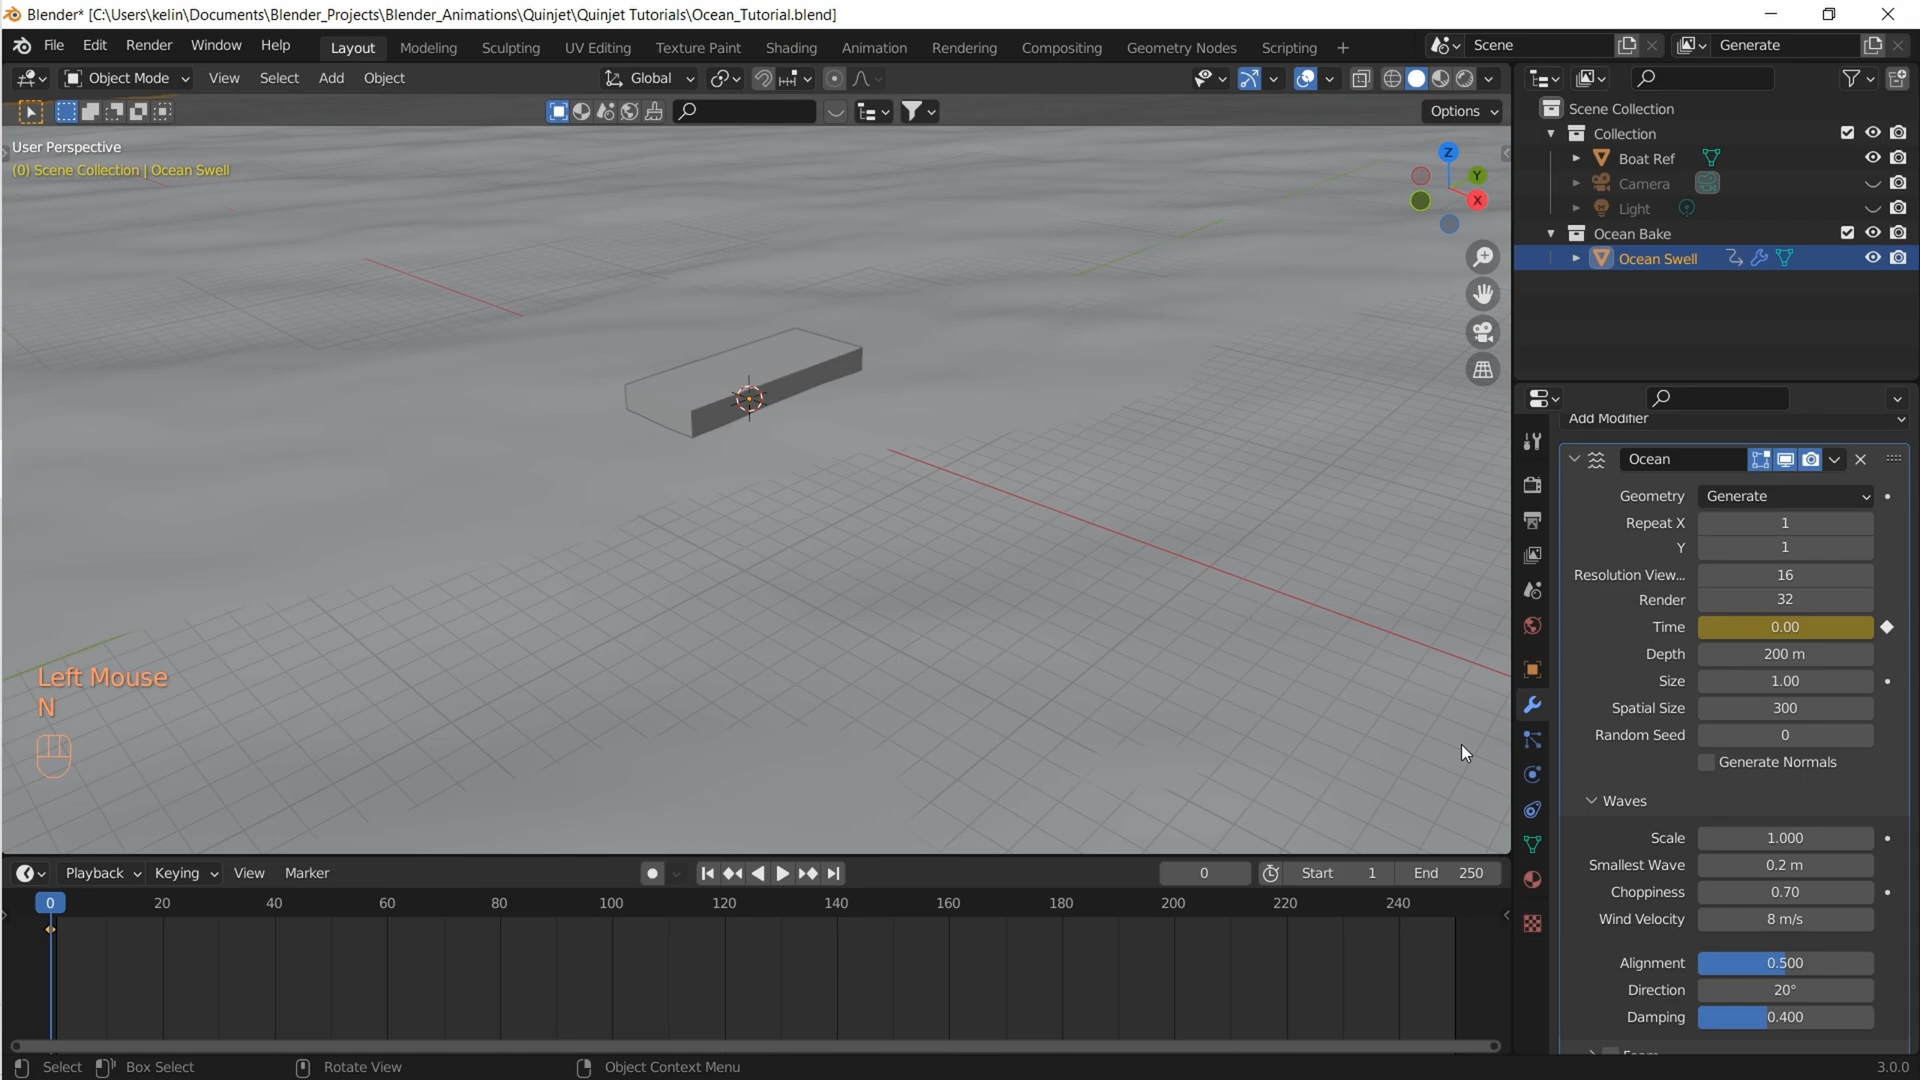 Blender* [C:\Users\kelin\Documents\Blender_Projects\Blender_Animations\Quinjet\Quinjet Tutorials\Ocean_Tutorial.blend]
File Edit Render Window Help Layout Modeling Sculpting UV Editing Texture Paint Shading Animation Rendering Compositing Geometry Nodes Scripting + Scene Generate
Object Mode View Select Add Object Global
Options
User Perspective
(0) Scene Collection | Ocean Swell
Z
Y
X
Left Mouse
N
Scene Collection
Collection
Boat Ref
Camera
Light
Ocean Bake
Ocean Swell
Add Modifier
Ocean
Geometry Generate
Repeat X 1
Y 1
Resolution View... 16
Render 32
Time 0.00
Depth 200 m
Size 1.00
Spatial Size 300
Random Seed 0
Generate Normals
Waves
Scale 1.000
Smallest Wave 0.2 m
Choppiness 0.70
Wind Velocity 8 m/s
Alignment 0.500
Direction 20°
Damping 0.400
Playback Keying View Marker 0 Start 1 End 250
0 20 40 60 80 100 120 140 160 180 200 220 240
Select Box Select Rotate View Object Context Menu 3.0.0